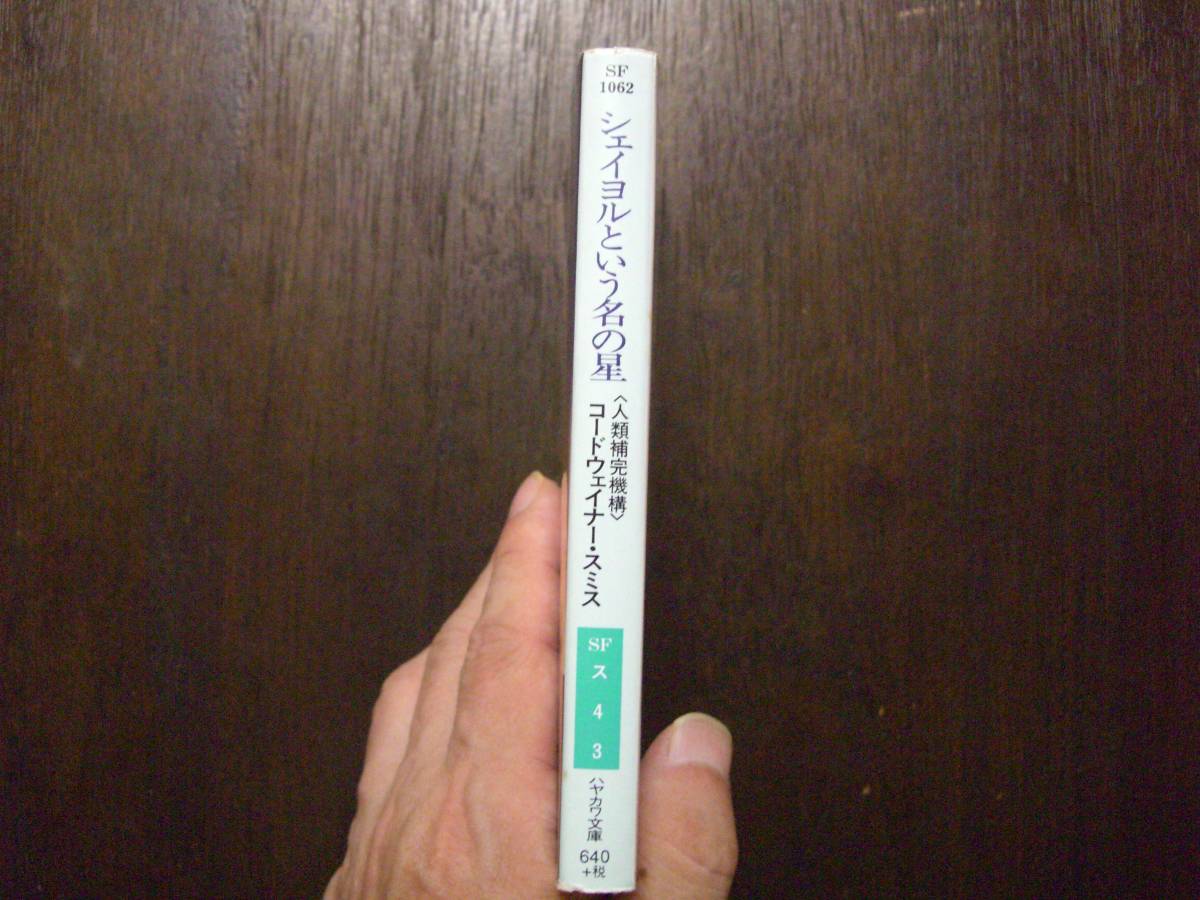 SF
1062
シェイヨルという名の星
〈人類補完機構〉
コードウェイナー・スミス
SF
ス
4
3
ハヤカワ文庫
640
+税